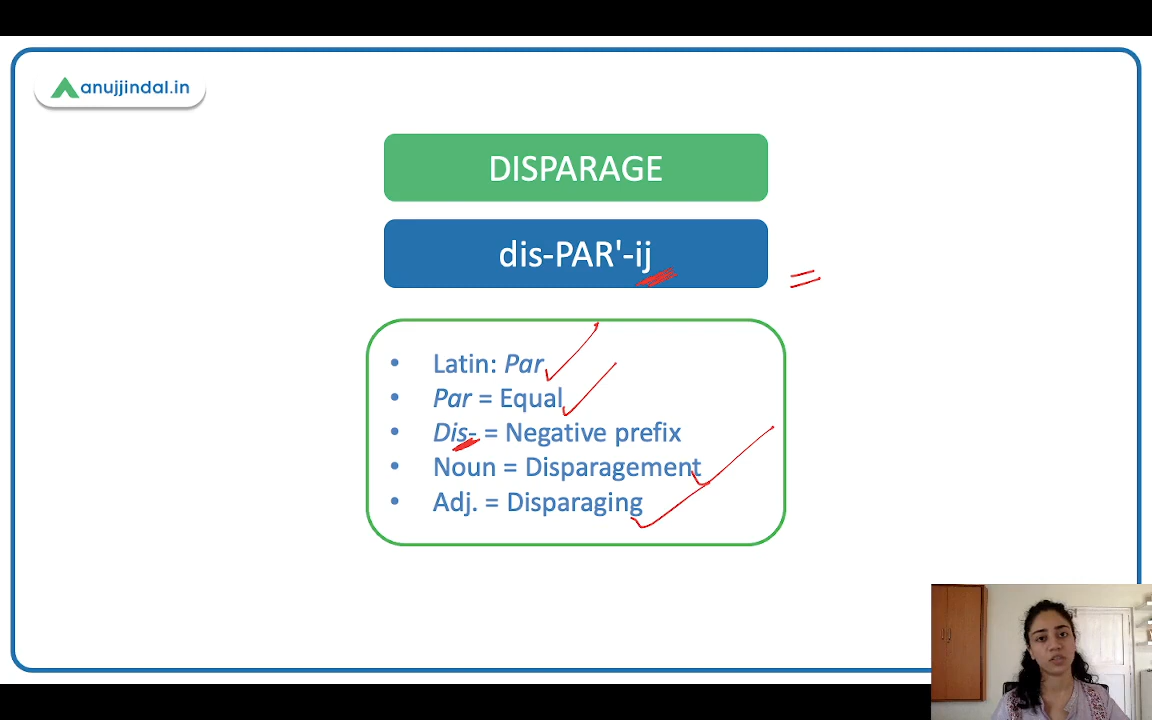 anujjindal.in
DISPARAGE
dis-PAR'-ij
• Latin: Par
• Par = Equal
• Dis- = Negative prefix
• Noun = Disparagement
• Adj. = Disparaging